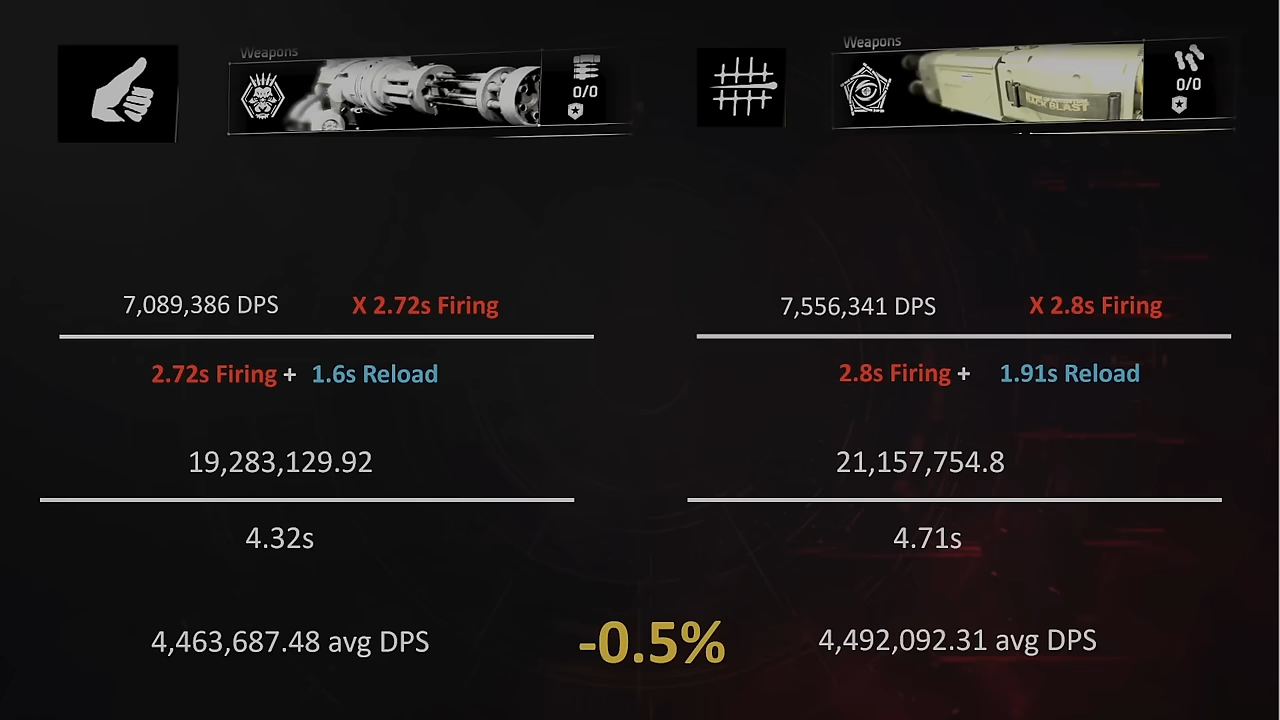 Weapons
0/0
Weapons
BUCK BLAST
0/0
7,089,386 DPS X 2.72s Firing
2.72s Firing + 1.6s Reload
19,283,129.92
4.32s
4,463,687.48 avg DPS
-0.5%
7,556,341 DPS X 2.8s Firing
2.8s Firing + 1.91s Reload
21,157,754.8
4.71s
4,492,092.31 avg DPS